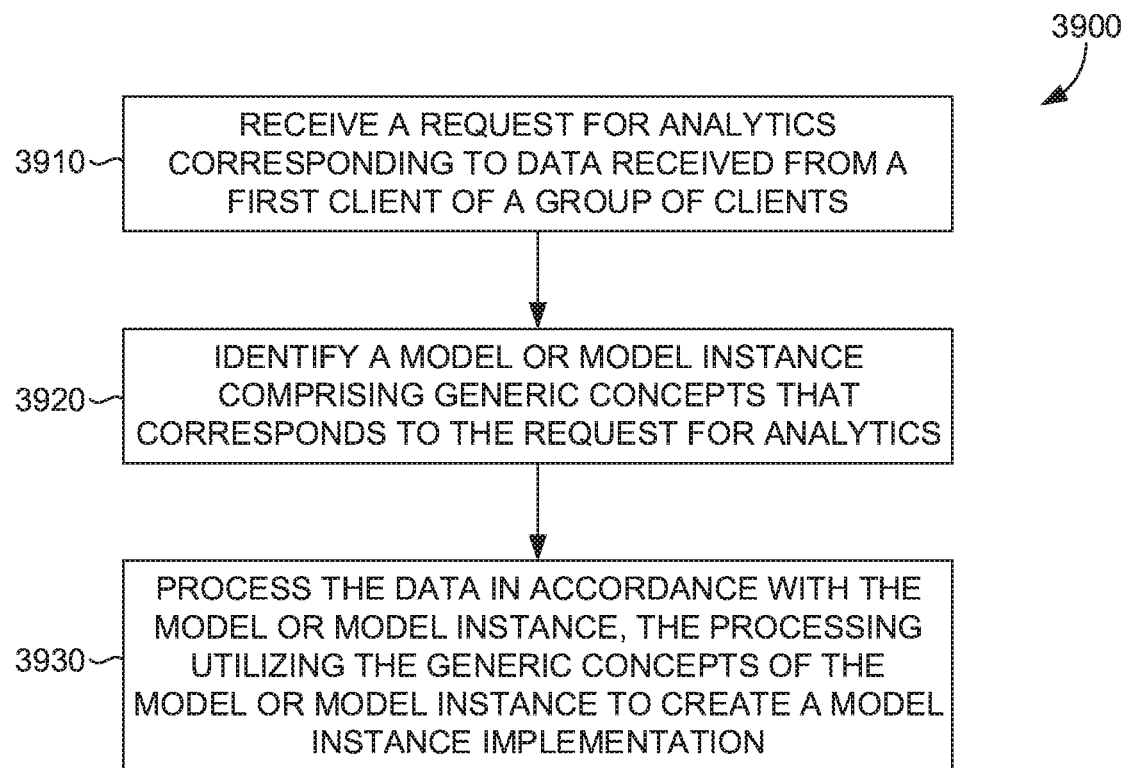 3900
RECEIVE A REQUEST FOR ANALYTICS
3910
CORRESPONDING TO DATA RECEIVED FROM A
FIRST CLIENT OF A GROUP OF CLIENTS
IDENTIFY A MODEL OR MODEL INSTANCE
3920
COMPRISING GENERIC CONCEPTS THAT
CORRESPONDS TO THE REQUEST FOR ANALYTICS
PROCESS THE DATA IN ACCORDANCE WITH THE
MODEL OR MODEL INSTANCE, THE PROCESSING
3930
UTILIZING THE GENERIC CONCEPTS OF THE
MODEL OR MODEL INSTANCE TO CREATE A MODEL
INSTANCE IMPLEMENTATION